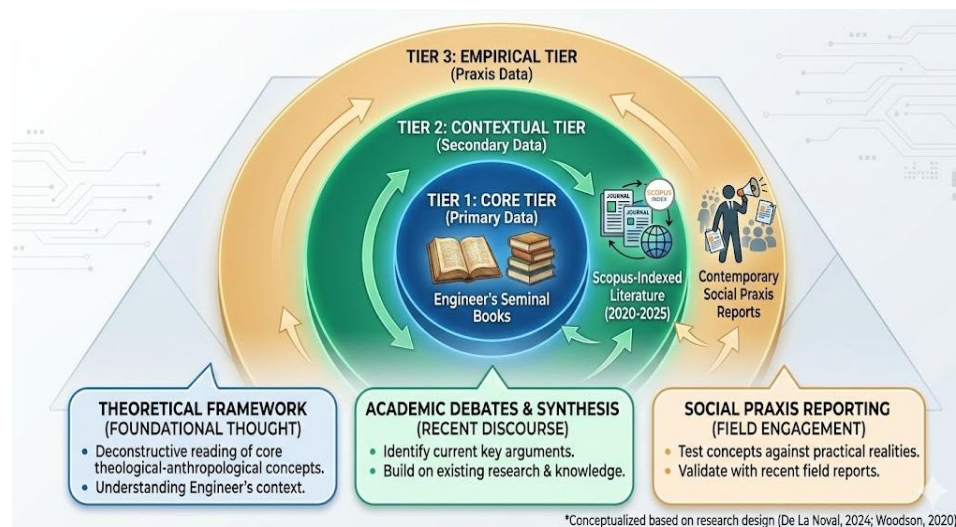 TIER 3: EMPIRICAL TIER
(Praxis Data)
TIER 2: CONTEXTUAL TIER
(Secondary Data)
TIER 1: CORE TIER
(Primary Data)
Engineer's Seminal
Books
JOURNAL
JOURNAL
SCOPUS
INDEX
Scopus-Indexed
Literature
(2020-2025)
Contemporary
Social Praxis
Reports
THEORETICAL FRAMEWORK
(FOUNDATIONAL THOUGHT)
• Deconstructive reading of core
theological-anthropological concepts.
• Understanding Engineer's context.
ACADEMIC DEBATES & SYNTHESIS
(RECENT DISCOURSE)
• Identify current key arguments.
• Build on existing research & knowledge.
SOCIAL PRAXIS REPORTING
(FIELD ENGAGEMENT)
• Test concepts against practical realities.
• Validate with recent field reports.
*Conceptualized based on research design (De La Noval, 2024; Woodson, 2020)